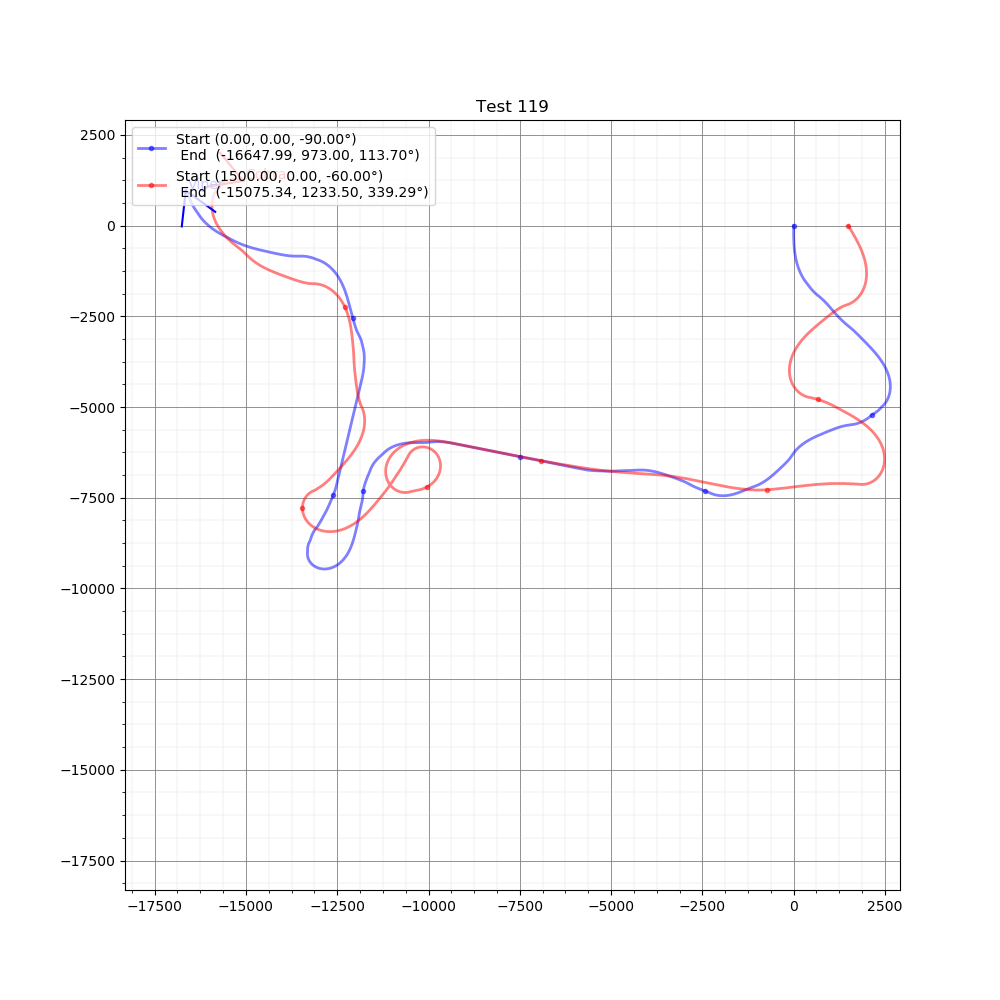 Test 119
Start (0.00, 0.00, -90.00°)
End (-16647.99, 973.00, 113.70°)
Start (1500.00, 0.00, -60.00°)
End (-15075.34, 1233.50, 339.29°)
2500
0
−2500
−5000
−7500
−10000
−12500
−15000
−17500
−17500 −15000 −12500 −10000 −7500 −5000 −2500 0 2500